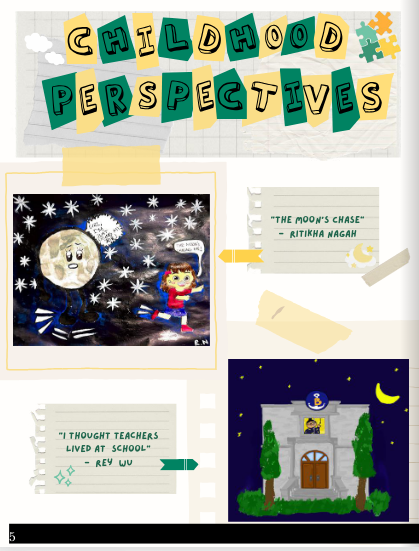 CHILDHOOD
PERSPECTIVES
"THE MOON'S CHASE"
- RITIKHA NAGAH
R.N
"I THOUGHT TEACHERS
LIVED AT SCHOOL"
- REY WU
5